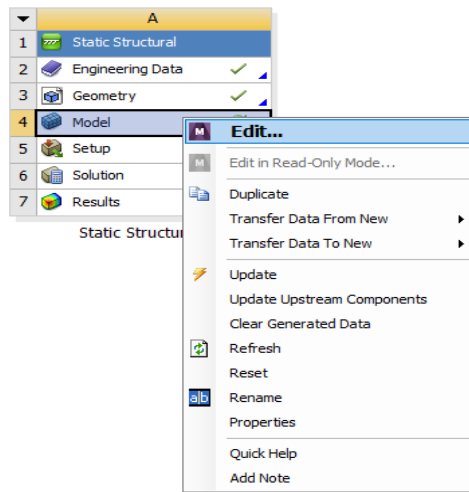 A
1 Static Structural
2 Engineering Data
3 Geometry
4 Model
5 Setup
6 Solution
7 Results
Static Structu
M Edit...
M Edit in Read-Only Mode...
Duplicate
Transfer Data From New
Transfer Data To New
Update
Update Upstream Components
Clear Generated Data
Refresh
Reset
a|b Rename
Properties
Quick Help
Add Note